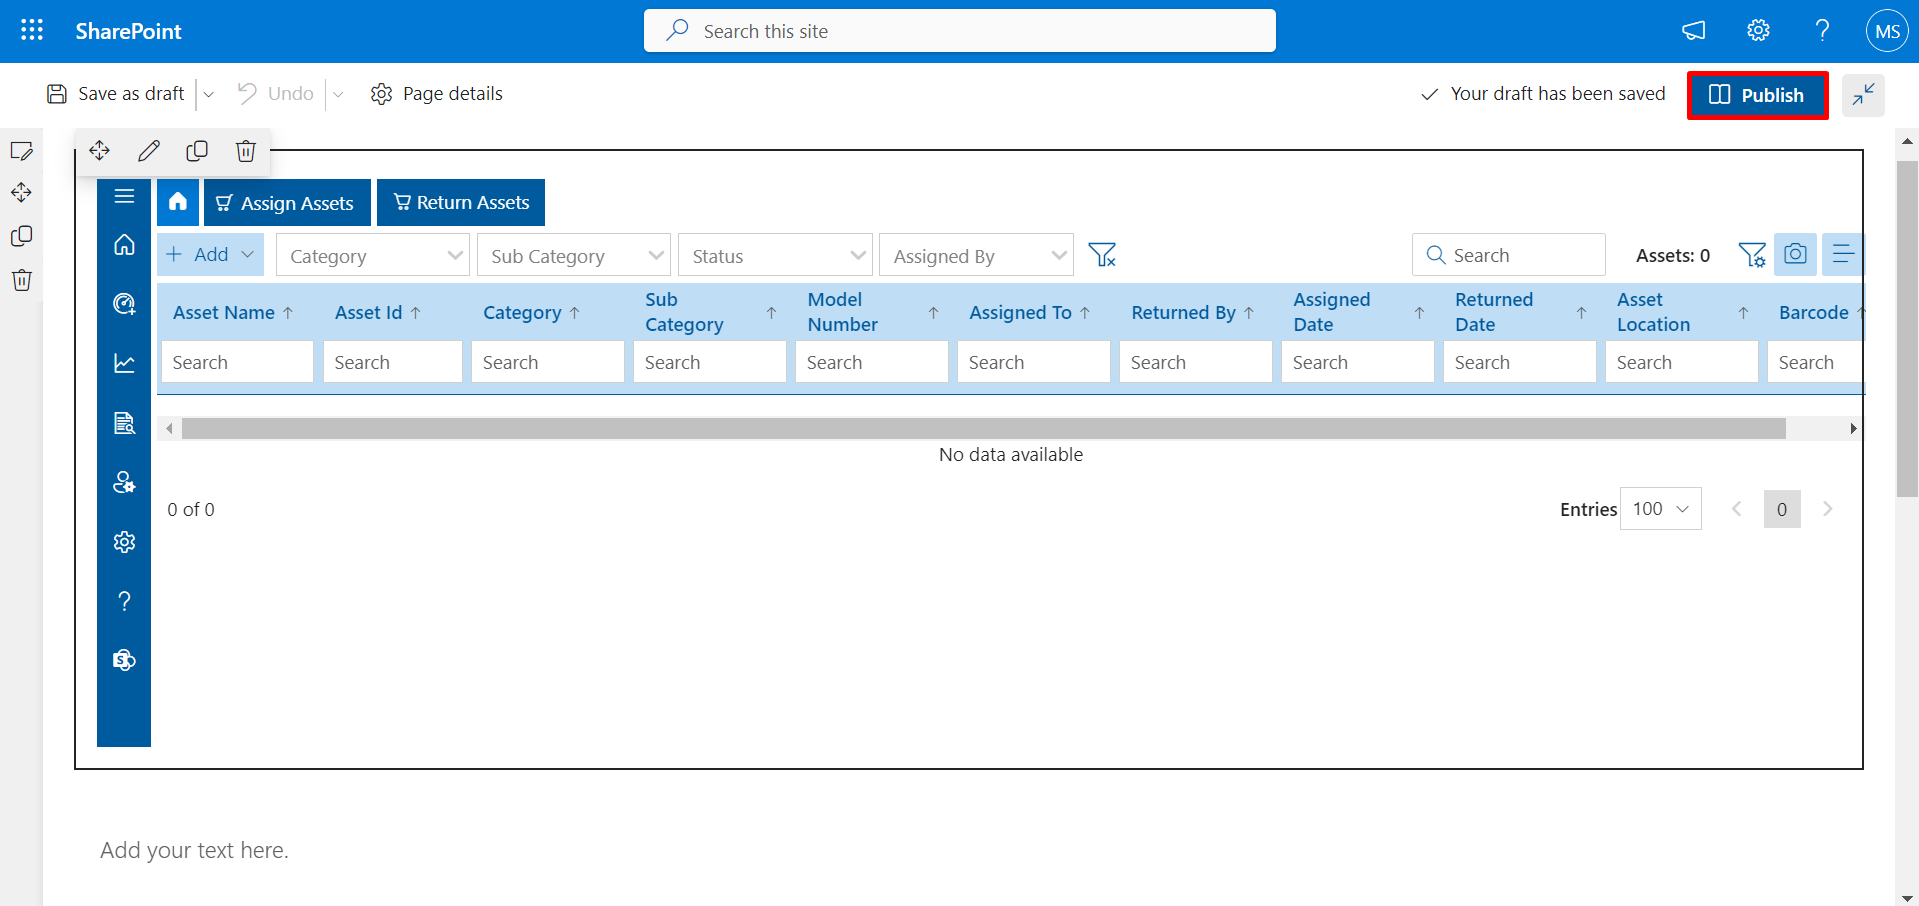 SharePoint
Search this site
MS
Save as draft
Undo
Page details
Your draft has been saved
Publish
Assign Assets
Return Assets
Add
Category
Sub Category
Status
Assigned By
Search
Assets: 0
Asset Name
Asset Id
Category
Sub Category
Model Number
Assigned To
Returned By
Assigned Date
Returned Date
Asset Location
Barcode
Search
Search
Search
Search
Search
Search
Search
Search
Search
Search
Search
No data available
0 of 0
Entries
100
0
Add your text here.